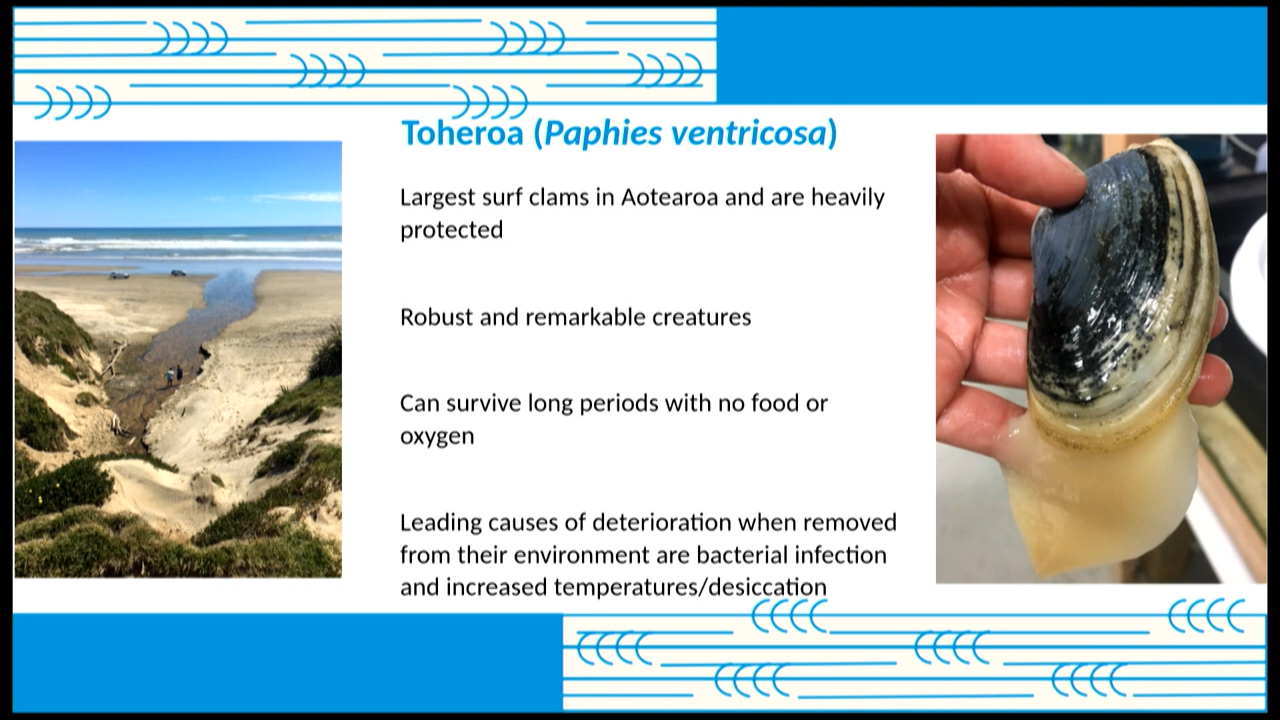 Toheroa (Paphies ventricosa)
Largest surf clams in Aotearoa and are heavily
protected
Robust and remarkable creatures
Can survive long periods with no food or
oxygen
Leading causes of deterioration when removed
from their environment are bacterial infection
and increased temperatures/desiccation